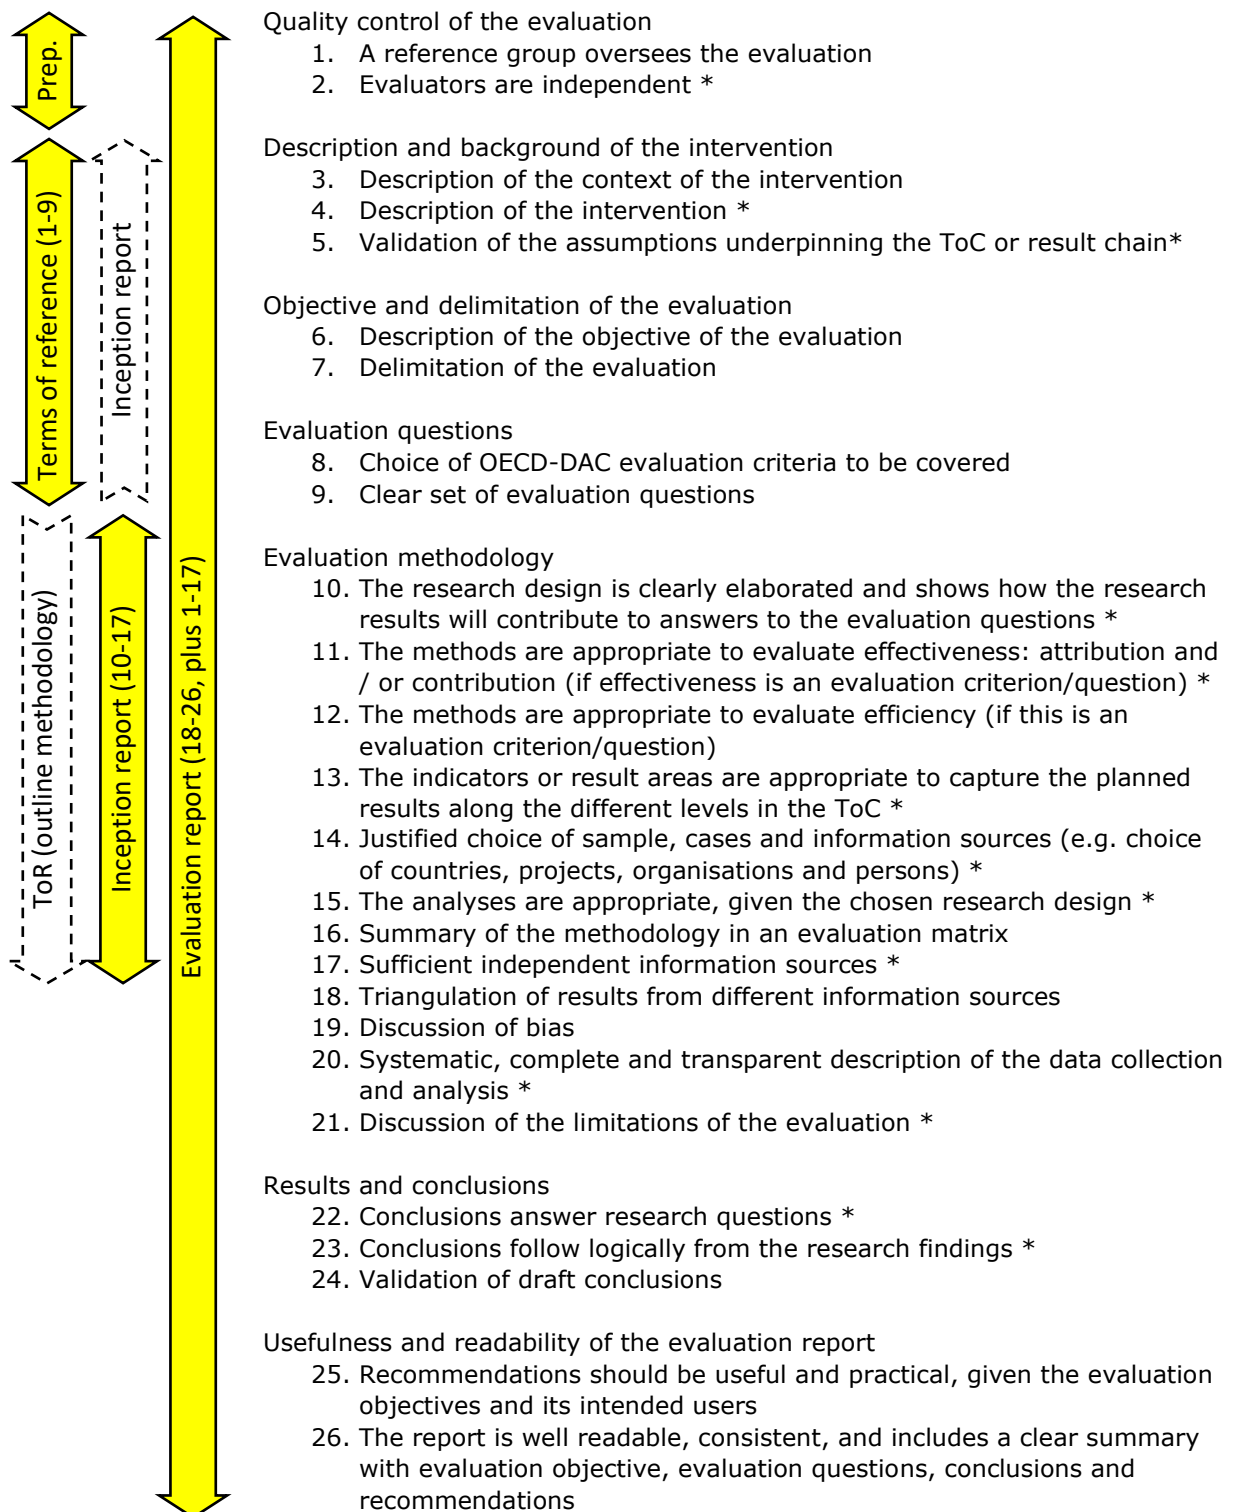 Prep.
Terms of reference (1-9)
Inception report
ToR (outline methodology)
Inception report (10-17)
Evaluation report (18-26, plus 1-17)
Quality control of the evaluation
1. A reference group oversees the evaluation
2. Evaluators are independent *
Description and background of the intervention
3. Description of the context of the intervention
4. Description of the intervention *
5. Validation of the assumptions underpinning the ToC or result chain*
Objective and delimitation of the evaluation
6. Description of the objective of the evaluation
7. Delimitation of the evaluation
Evaluation questions
8. Choice of OECD-DAC evaluation criteria to be covered
9. Clear set of evaluation questions
Evaluation methodology
10. The research design is clearly elaborated and shows how the research
results will contribute to answers to the evaluation questions *
11. The methods are appropriate to evaluate effectiveness: attribution and
/ or contribution (if effectiveness is an evaluation criterion/question) *
12. The methods are appropriate to evaluate efficiency (if this is an
evaluation criterion/question)
13. The indicators or result areas are appropriate to capture the planned
results along the different levels in the ToC *
14. Justified choice of sample, cases and information sources (e.g. choice
of countries, projects, organisations and persons) *
15. The analyses are appropriate, given the chosen research design *
16. Summary of the methodology in an evaluation matrix
17. Sufficient independent information sources *
18. Triangulation of results from different information sources
19. Discussion of bias
20. Systematic, complete and transparent description of the data collection
and analysis *
21. Discussion of the limitations of the evaluation *
Results and conclusions
22. Conclusions answer research questions *
23. Conclusions follow logically from the research findings *
24. Validation of draft conclusions
Usefulness and readability of the evaluation report
25. Recommendations should be useful and practical, given the evaluation
objectives and its intended users
26. The report is well readable, consistent, and includes a clear summary
with evaluation objective, evaluation questions, conclusions and
recommendations